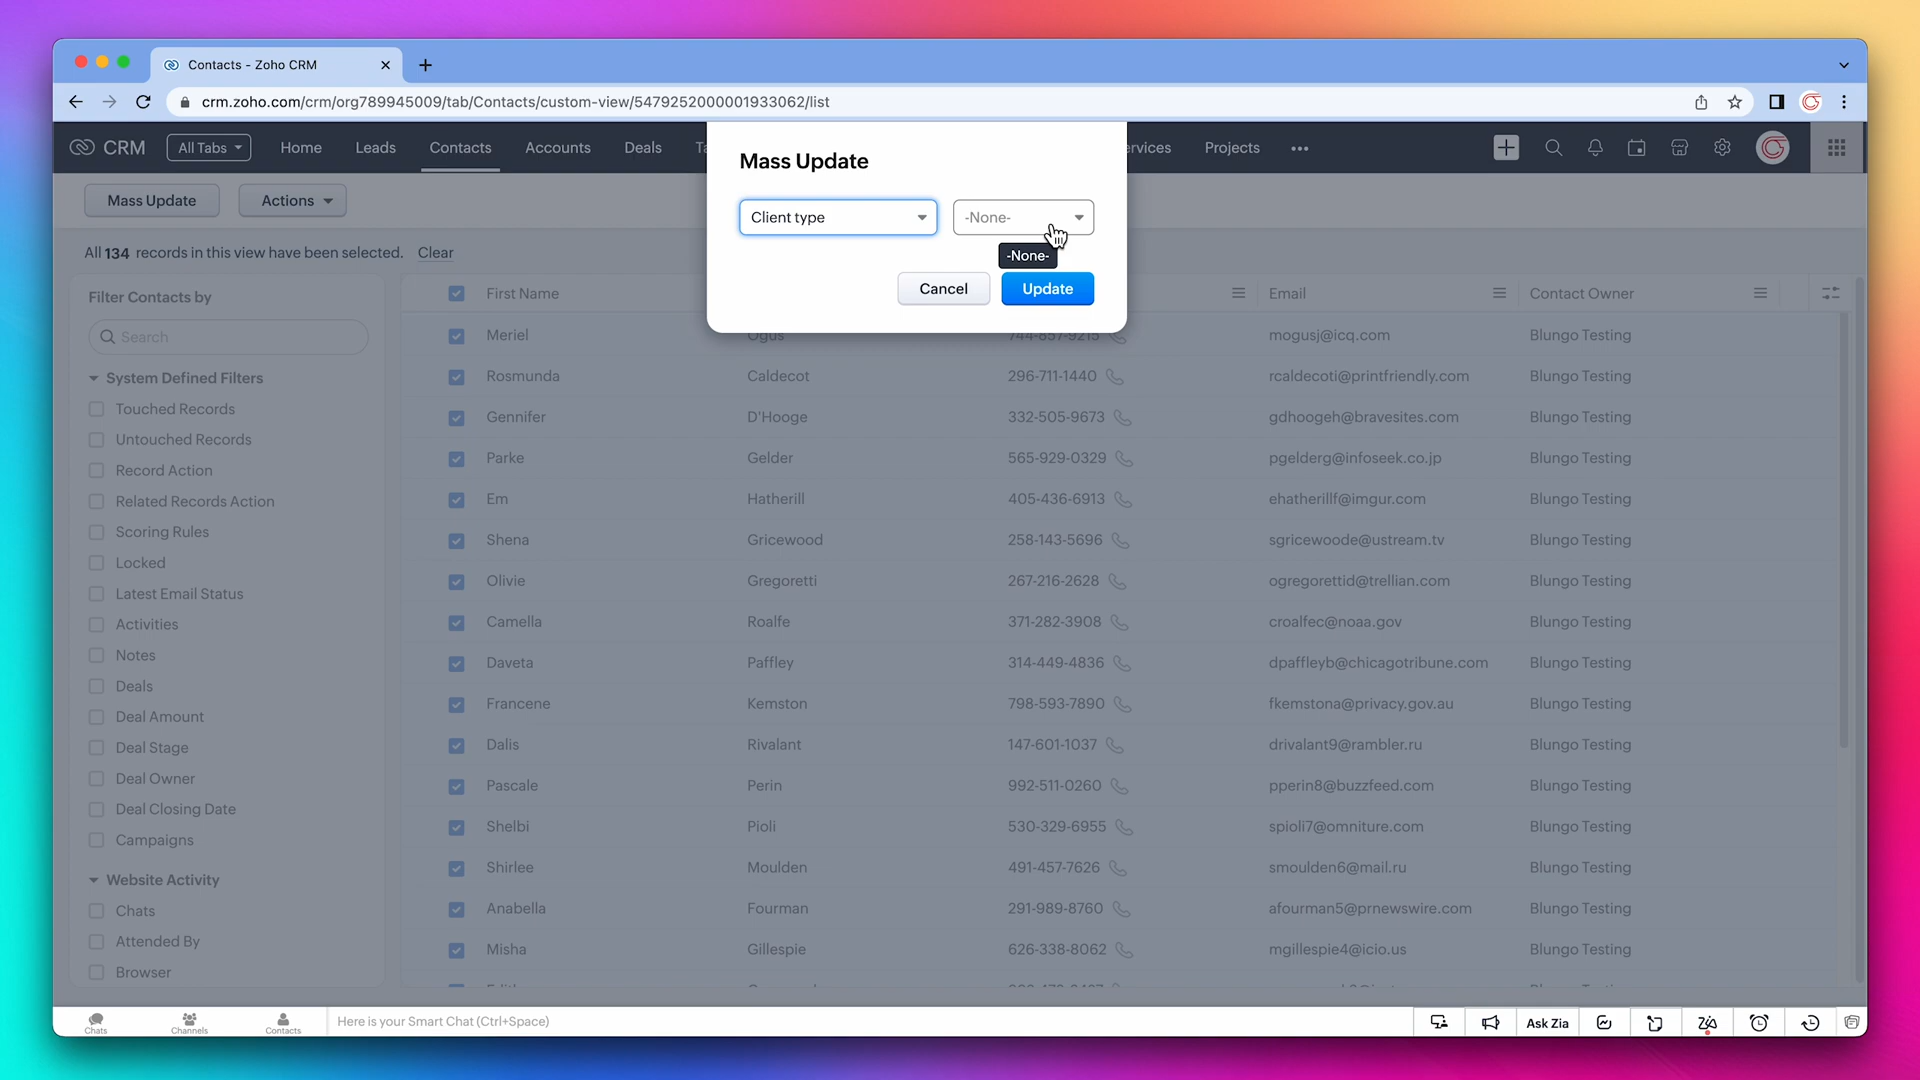 Contacts - Zoho CRM
crm.zoho.com/crm/org789945009/tab/Contacts/custom-view/5479252000001933062/list
CRM All Tabs Home Leads Contacts Accounts Deals Projects
Mass Update
Client type -None-
-None-
Cancel Update
Mass Update Actions
All 134 records in this view have been selected. Clear
Filter Contacts by
Search
System Defined Filters
Touched Records
Untouched Records
Record Action
Related Records Action
Scoring Rules
Locked
Latest Email Status
Activities
Notes
Deals
Deal Amount
Deal Stage
Deal Owner
Deal Closing Date
Campaigns
Website Activity
Chats
Attended By
Browser
First Name Email Contact Owner
Meriel Ogus 744-857-9215 mogusj@icq.com Blungo Testing
Rosmunda Caldecot 296-711-1440 rcaldecoti@printfriendly.com Blungo Testing
Gennifer D'Hooge 332-505-9673 gdhoogeh@bravesites.com Blungo Testing
Parke Gelder 565-929-0329 pgelderg@infoseek.co.jp Blungo Testing
Em Hatherill 405-436-6913 ehatherillf@imgur.com Blungo Testing
Shena Gricewood 258-143-5696 sgricewoode@ustream.tv Blungo Testing
Olivie Gregoretti 267-216-2628 ogregorettid@trellian.com Blungo Testing
Camella Roalfe 371-282-3908 croalfec@noaa.gov Blungo Testing
Daveta Paffley 314-449-4836 dpaffleyb@chicagotribune.com Blungo Testing
Francene Kemston 798-593-7890 fkemstona@privacy.gov.au Blungo Testing
Dalis Rivalant 147-601-1037 drivalant9@rambler.ru Blungo Testing
Pascale Perin 992-511-0260 pperin8@buzzfeed.com Blungo Testing
Shelbi Pioli 530-329-6955 spioli7@omniture.com Blungo Testing
Shirlee Moulden 491-457-7626 smoulden6@mail.ru Blungo Testing
Anabella Fourman 291-989-8760 afourman5@prnewswire.com Blungo Testing
Misha Gillespie 626-338-8062 mgillespie4@icio.us Blungo Testing
Chats Channels Contacts Here is your Smart Chat (Ctrl+Space) Ask Zia